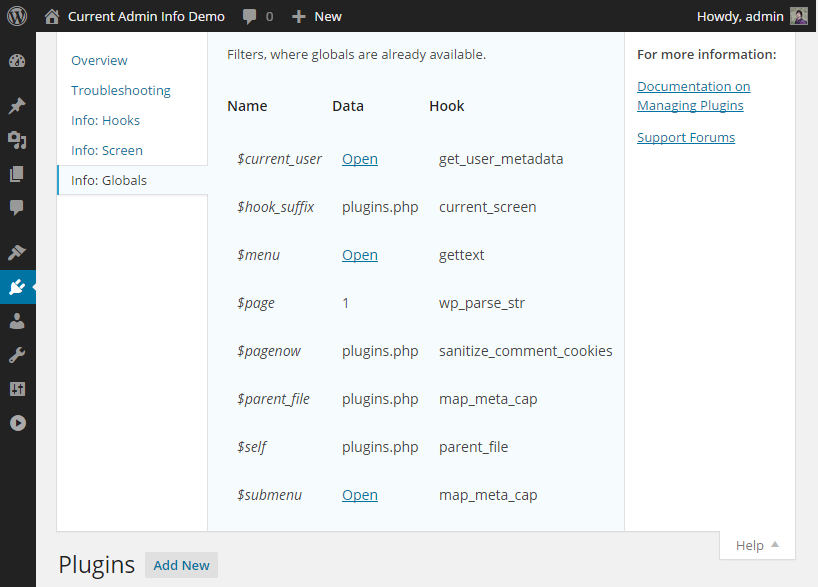 Current Admin Info Demo 0 New Howdy, admin
Overview
Troubleshooting
Info: Hooks
Info: Screen
Info: Globals
Filters, where globals are already available.
Name Data Hook
$current_user Open get_user_metadata
$hook_suffix plugins.php current_screen
$menu Open gettext
$page 1 wp_parse_str
$pagenow plugins.php sanitize_comment_cookies
$parent_file plugins.php map_meta_cap
$self plugins.php parent_file
$submenu Open map_meta_cap
For more information:
Documentation on
Managing Plugins
Support Forums
Help
Plugins Add New